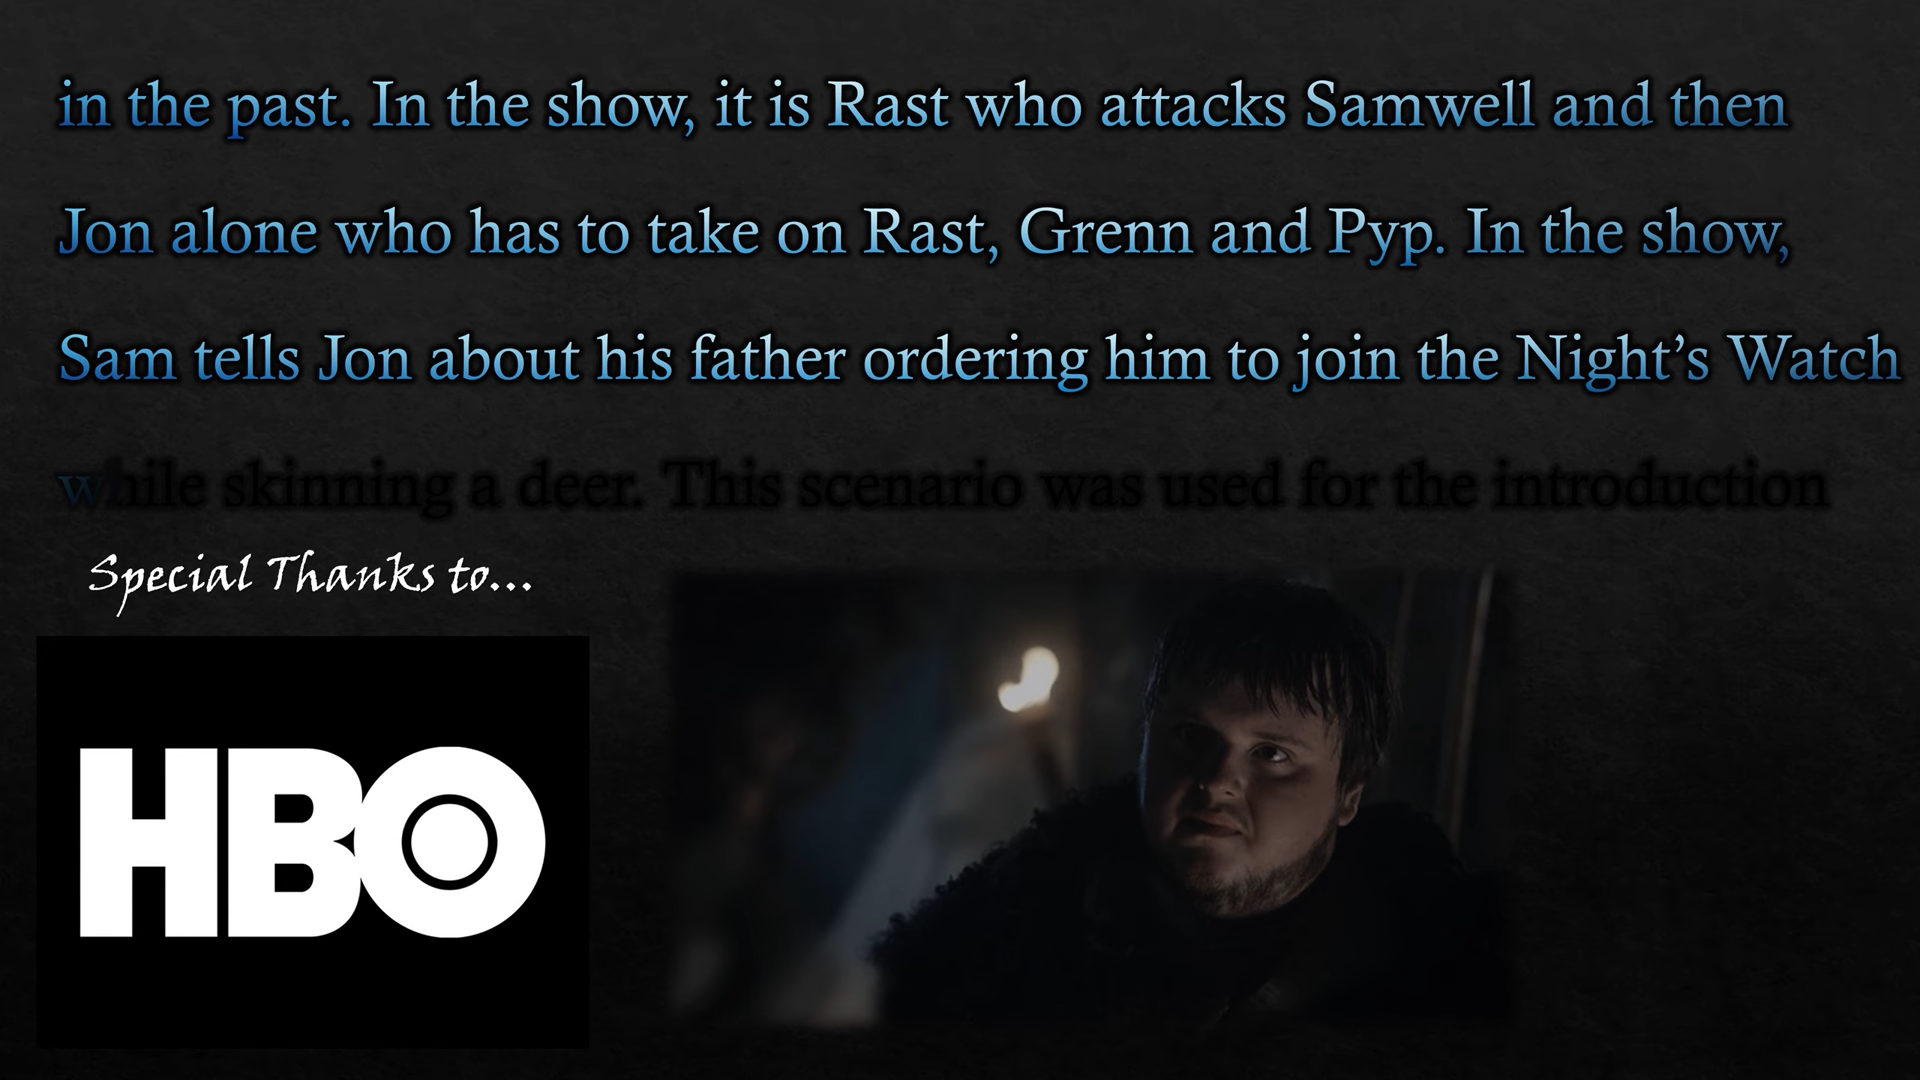 in the past. In the show, it is Rast who attacks Samwell and then
Jon alone who has to take on Rast, Grenn and Pyp. In the show,
Sam tells Jon about his father ordering him to join the Night’s Watch
while skinning a deer. This scenario was used for the introduction
Special Thanks to...
HBO